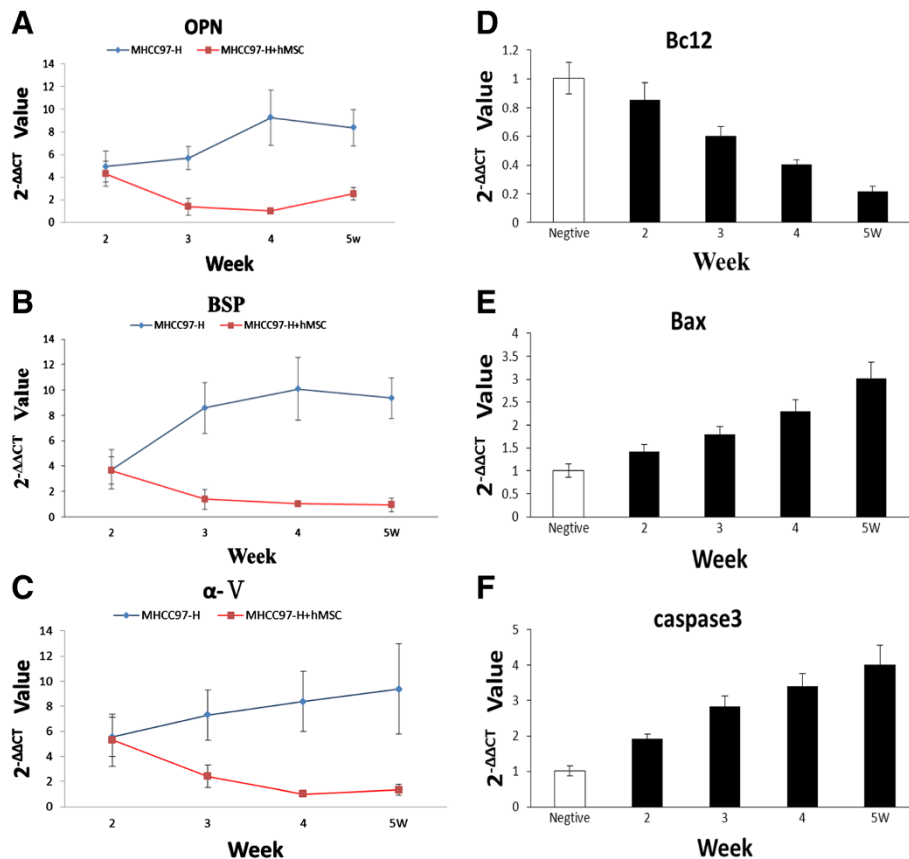 A
OPN
MHCC97-H MHCC97-H+hMSC
2-ΔΔCT Value
14
12
10
8
6
4
2
0
2 3 4 5w
Week
B
BSP
MHCC97-H MHCC97-H+hMSC
2-ΔΔCT Value
14
12
10
8
6
4
2
0
2 3 4 5W
Week
C
α-V
MHCC97-H MHCC97-H+hMSC
2-ΔΔCT Value
14
12
10
8
6
4
2
0
2 3 4 5W
Week
D
Bc12
2-ΔΔCT Value
1.2
1
0.8
0.6
0.4
0.2
0
Negtive 2 3 4 5W
Week
E
Bax
2-ΔΔCT Value
4
3.5
3
2.5
2
1.5
1
0.5
0
Negtive 2 3 4 5W
Week
F
caspase3
2-ΔΔCT Value
5
4
3
2
1
0
Negtive 2 3 4 5W
Week